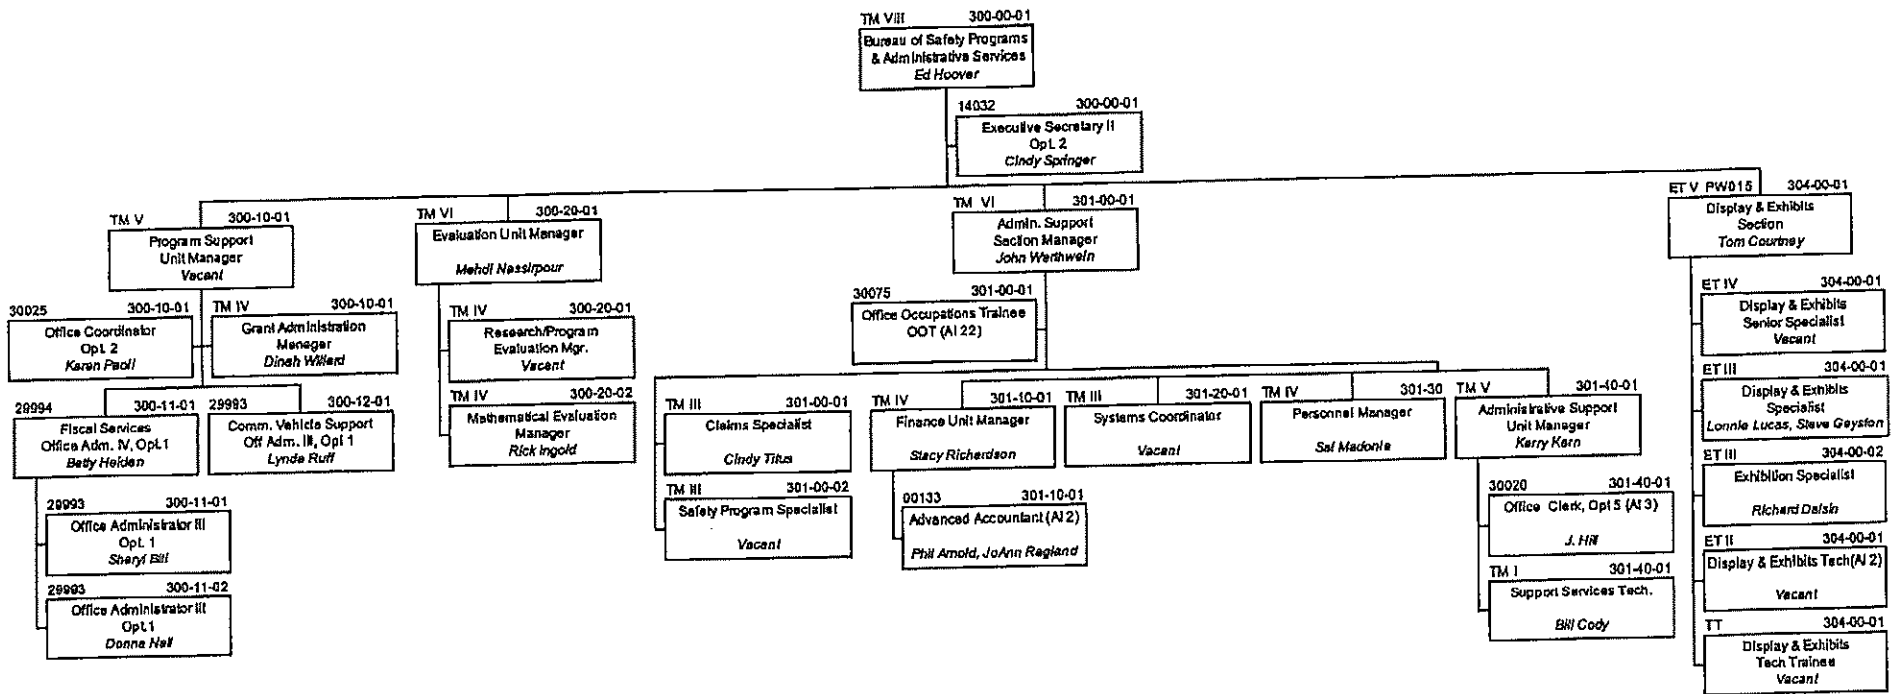 TM VIII 300-00-01
Bureau of Safety Programs
& Administrative Services
Ed Hoover
14032 300-00-01
Executive Secretary II
Opt. 2
Cindy Springer
TM V 300-10-01
Program Support
Unit Manager
Vacant
30025 300-10-01
Office Coordinator
Opt. 2
Karen Paoli
TM IV 300-10-01
Grant Administration
Manager
Dinah Willard
29994 300-11-01
Fiscal Services
Office Adm. IV, Opt.1
Betty Heiden
29993 300-12-01
Comm. Vehicle Support
Off Adm. III, Opt 1
Lynda Ruff
29993 300-11-01
Office Administrator III
Opt. 1
Sheryl Bill
29993 300-11-02
Office Administrator III
Opt.1
Donna Nall
TM VI 300-20-01
Evaluation Unit Manager
Mehdi Nassirpour
TM IV 300-20-01
Research/Program
Evaluation Mgr.
Vacant
TM IV 300-20-02
Mathematical Evaluation
Manager
Rick Ingold
TM VI 301-00-01
Admin. Support
Section Manager
John Werthwein
30075 301-00-01
Office Occupations Trainee
OOT (AI 22)
TM III 301-00-01
Claims Specialist
Cindy Titus
TM III 301-00-02
Safety Program Specialist
Vacant
TM IV 301-10-01
Finance Unit Manager
Stacy Richardson
00133 301-10-01
Advanced Accountant (AI 2)
Phil Arnold, JoAnn Ragland
TM III 301-20-01
Systems Coordinator
Vacant
TM IV 301-30
Personnel Manager
Sal Madonia
TM V 301-40-01
Administrative Support
Unit Manager
Kerry Kern
30020 301-40-01
Office Clerk, Opt 5 (AI 3)
J. Hill
TM I 301-40-01
Support Services Tech.
Bill Cody
ET V PW015 304-00-01
Display & Exhibits
Section
Tom Courtney
ET IV 304-00-01
Display & Exhibits
Senior Specialist
Vacant
ET III 304-00-01
Display & Exhibits
Specialist
Lonnie Lucas, Steve Geyston
ET III 304-00-02
Exhibition Specialist
Richard Dalsin
ET II 304-00-01
Display & Exhibits Tech(AI 2)
Vacant
TT 304-00-01
Display & Exhibits
Tech Trainee
Vacant